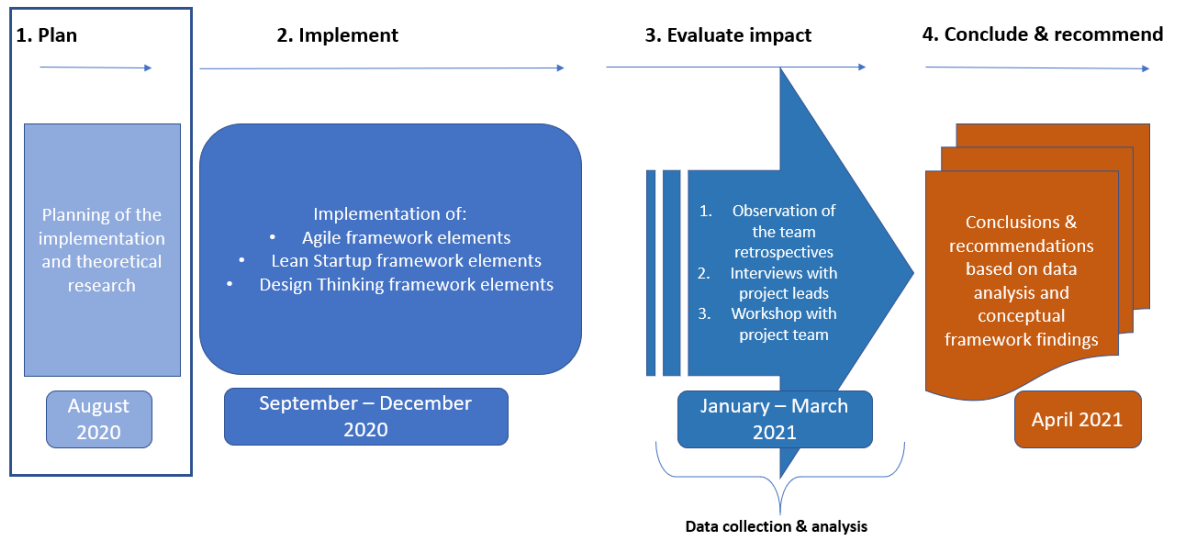 1. Plan
2. Implement
3. Evaluate impact
4. Conclude & recommend
Planning of the
implementation
and theoretical
research
August
2020
Implementation of:
• Agile framework elements
• Lean Startup framework elements
• Design Thinking framework elements
September – December
2020
1. Observation of
the team
retrospectives
2. Interviews with
project leads
3. Workshop with
project team
January – March
2021
Conclusions &
recommendations
based on data
analysis and
conceptual
framework findings
April 2021
Data collection & analysis